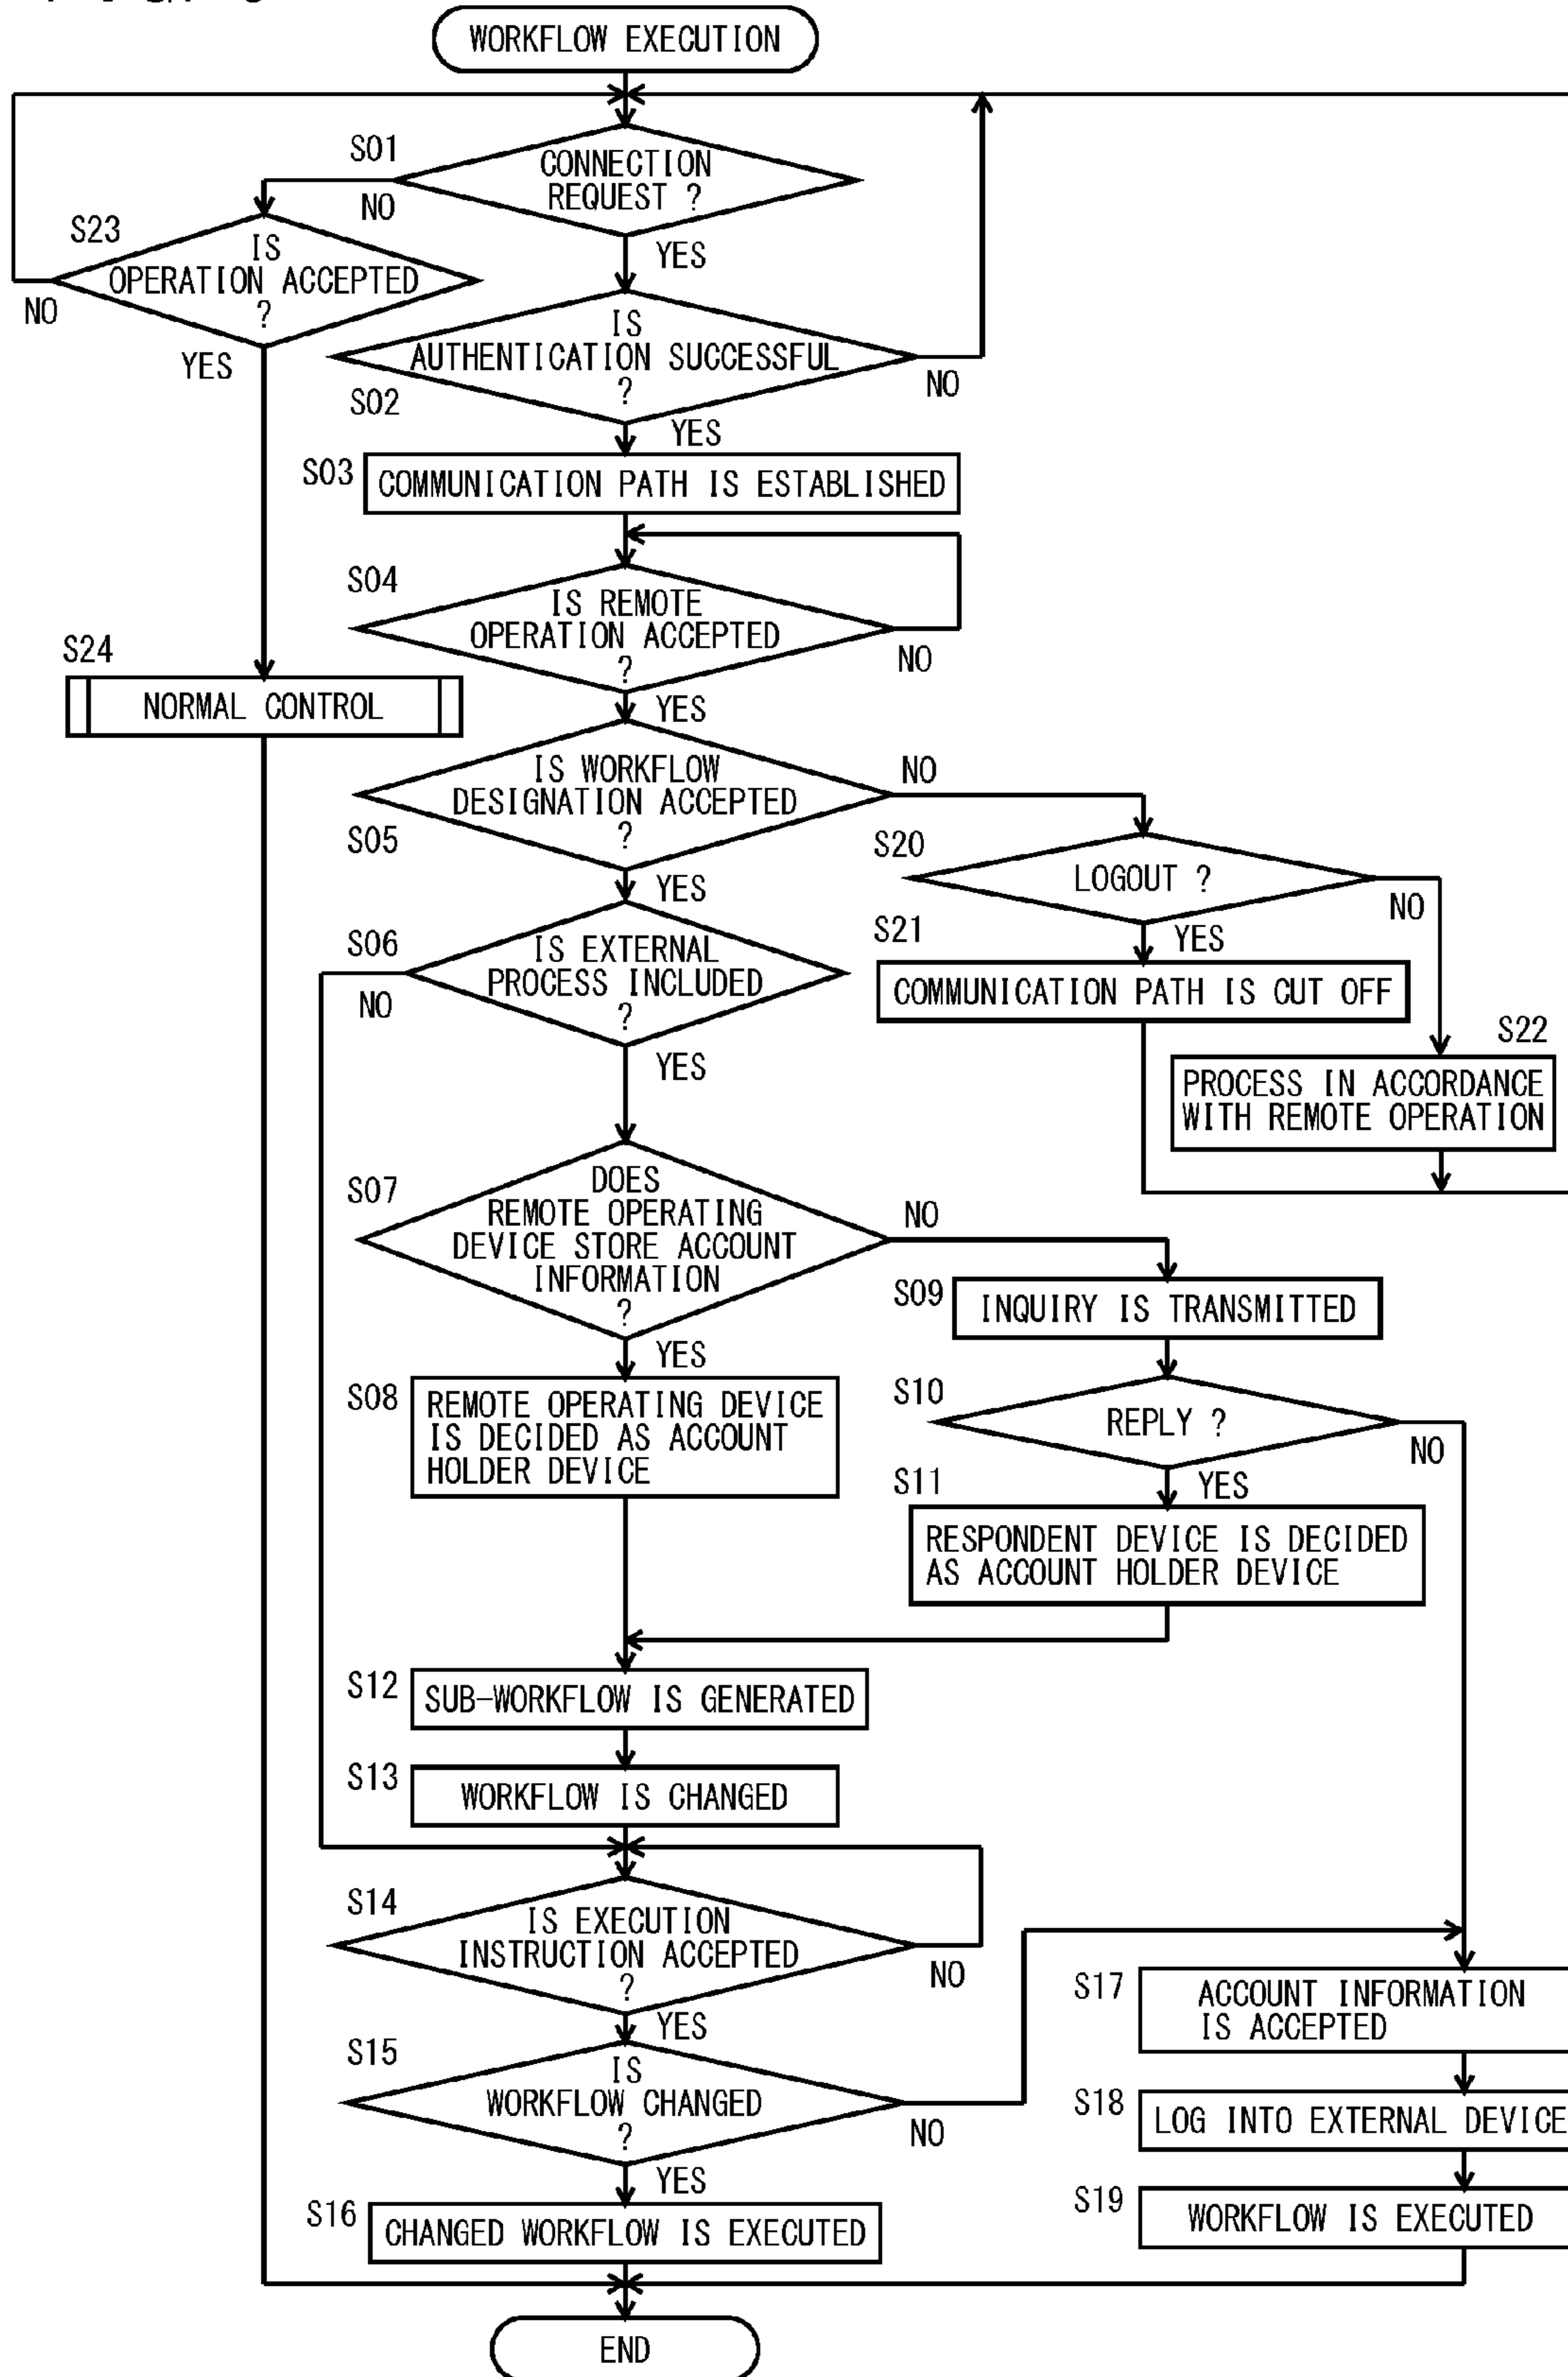 WORKFLOW EXECUTION
S01
CONNECTION
REQUEST ?
NO
YES
S23
IS
OPERATION ACCEPTED
?
NO
YES
IS
AUTHENTICATION SUCCESSFUL
?
S02
NO
YES
S03
COMMUNICATION PATH IS ESTABLISHED
S04
IS REMOTE
OPERATION ACCEPTED
?
NO
YES
S24
NORMAL CONTROL
IS WORKFLOW
DESIGNATION ACCEPTED
?
S05
NO
YES
S20
LOGOUT ?
NO
YES
S06
IS EXTERNAL
PROCESS INCLUDED
?
NO
YES
S21
COMMUNICATION PATH IS CUT OFF
S22
PROCESS IN ACCORDANCE
WITH REMOTE OPERATION
S07
DOES
REMOTE OPERATING
DEVICE STORE ACCOUNT
INFORMATION
?
NO
YES
S09
INQUIRY IS TRANSMITTED
S08
REMOTE OPERATING DEVICE
IS DECIDED AS ACCOUNT
HOLDER DEVICE
S10
REPLY ?
NO
YES
S11
RESPONDENT DEVICE IS DECIDED
AS ACCOUNT HOLDER DEVICE
S12
SUB-WORKFLOW IS GENERATED
S13
WORKFLOW IS CHANGED
S14
IS EXECUTION
INSTRUCTION ACCEPTED
?
NO
YES
S15
IS
WORKFLOW CHANGED
?
NO
YES
S16
CHANGED WORKFLOW IS EXECUTED
S17
ACCOUNT INFORMATION
IS ACCEPTED
S18
LOG INTO EXTERNAL DEVICE
S19
WORKFLOW IS EXECUTED
END